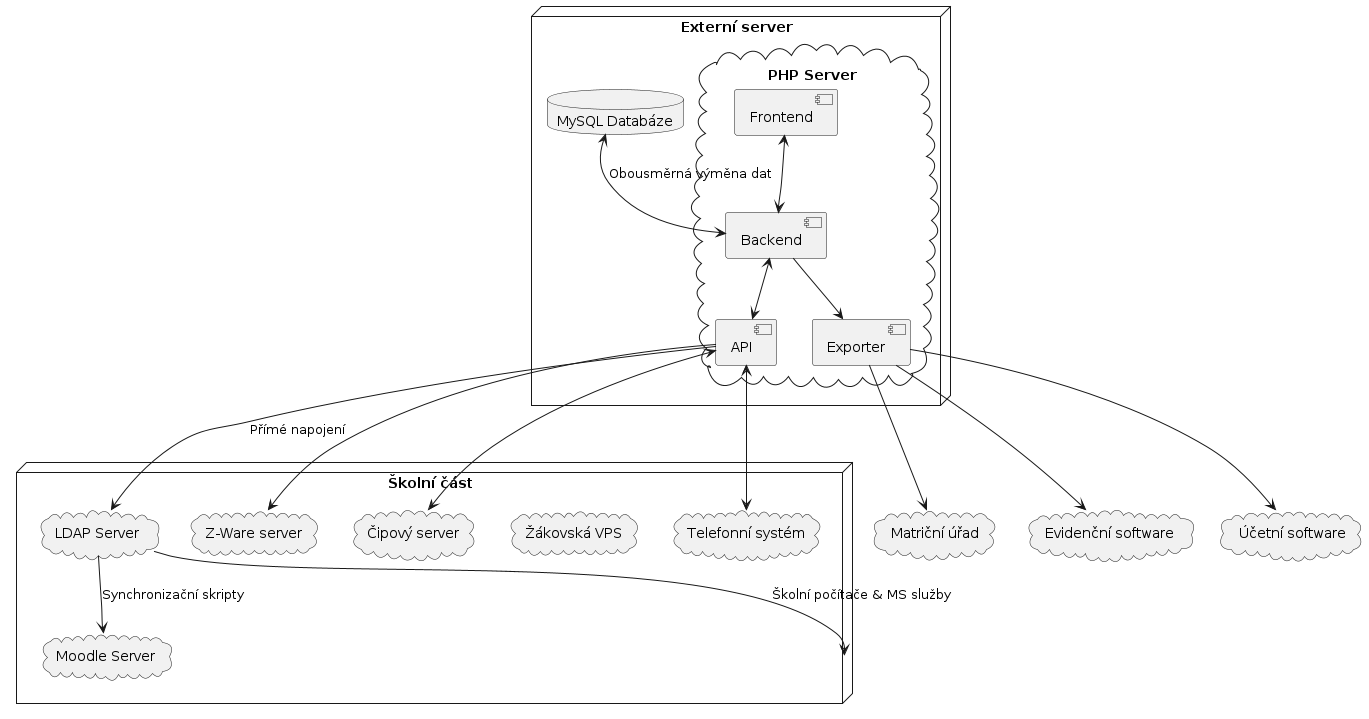 Externí server
PHP Server
MySQL Databáze
Frontend
Obousměrná výměna dat
Backend
API
Exporter
Přímé napojení
Školní část
LDAP Server
Z-Ware server
Čipový server
Žákovská VPS
Telefonní systém
Matriční úřad
Evidenční software
Účetní software
Synchronizační skripty
Školní počítače & MS služby
Moodle Server